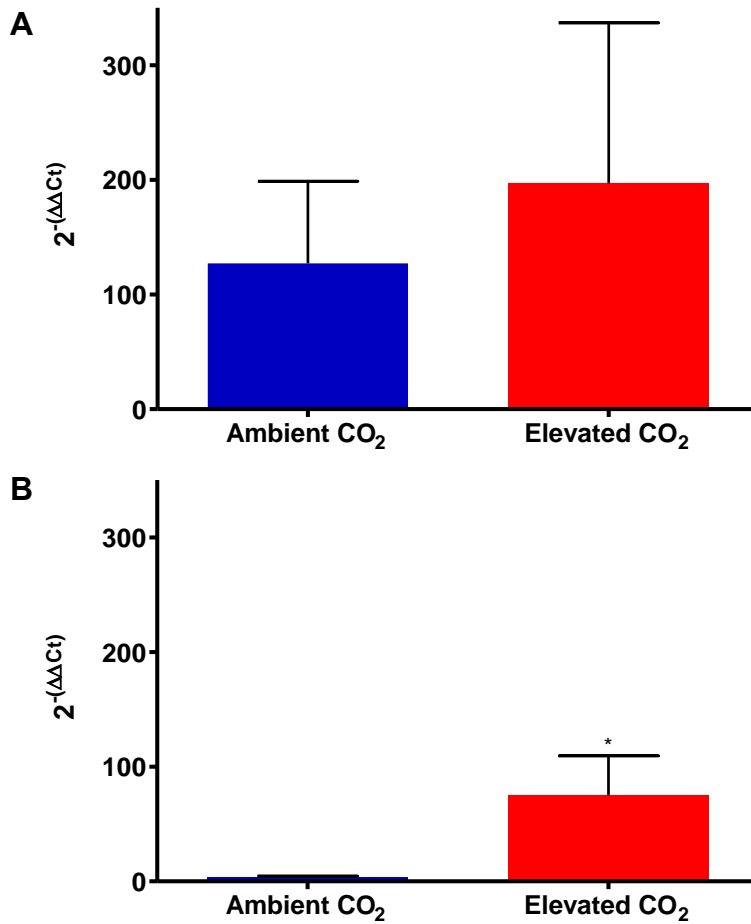 A
300
200
100
0
2-(ΔΔCt)
Ambient CO2
Elevated CO2
B
300
200
100
0
2-(ΔΔCt)
*
Ambient CO2
Elevated CO2